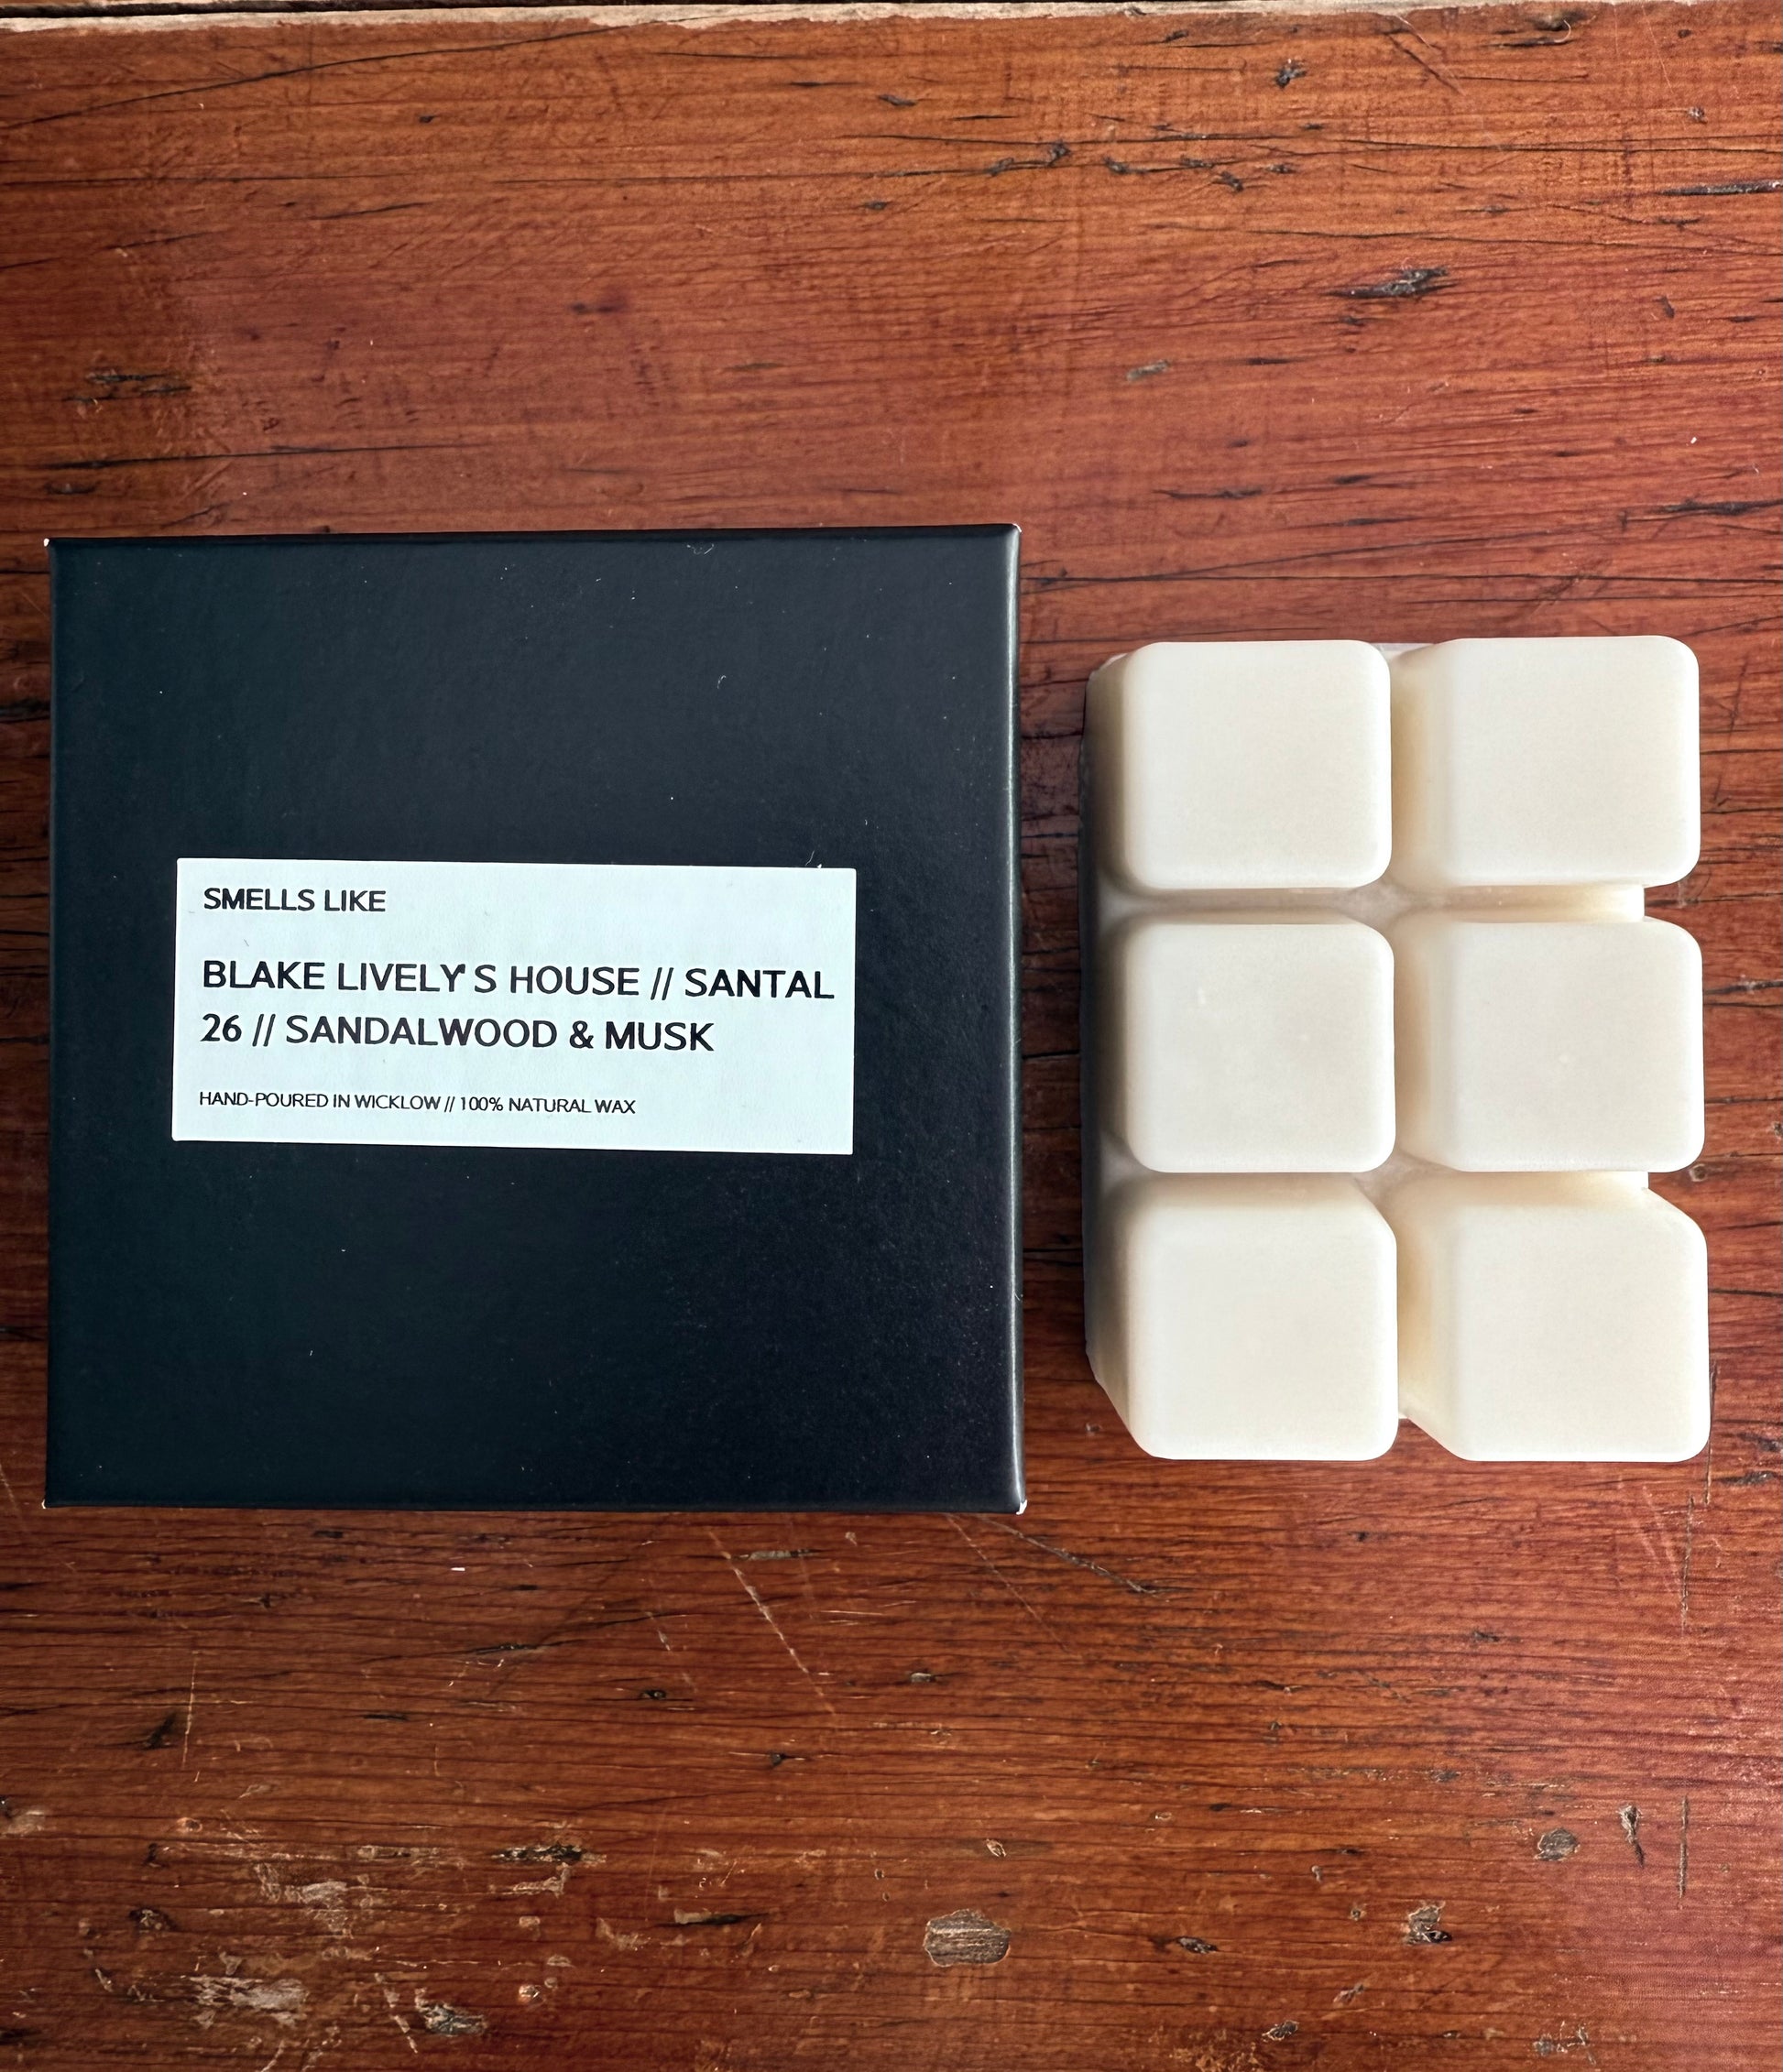 SMELLS LIKE
BLAKE LIVELY'S HOUSE // SANTAL
26 // SANDALWOOD & MUSK
HAND-POURED IN WICKLOW // 100% NATURAL WAX